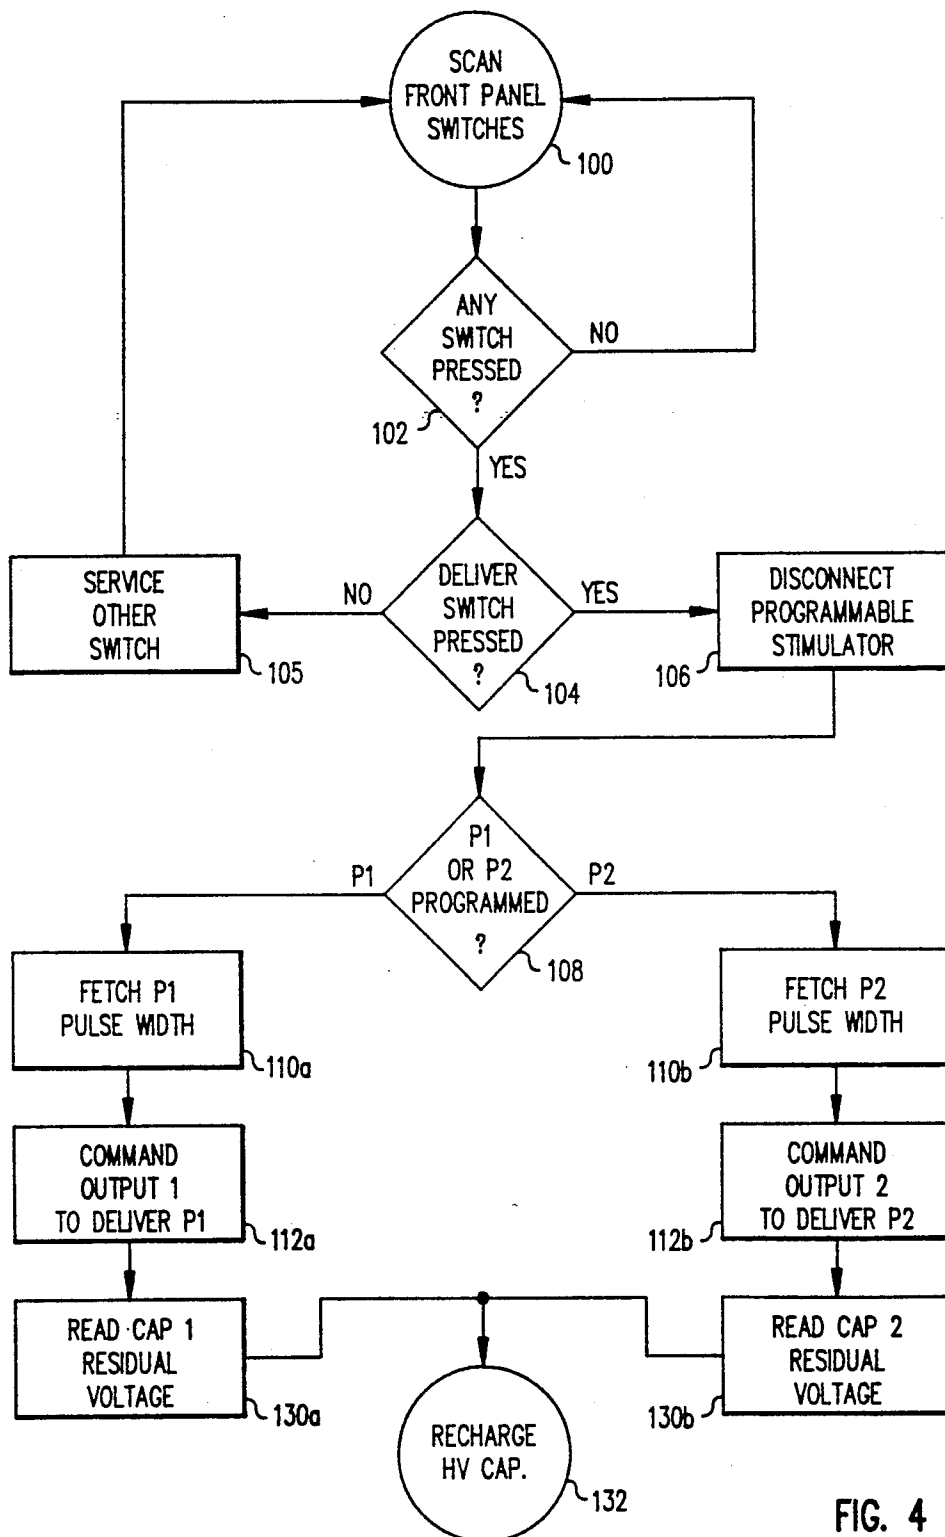 SCAN
FRONT PANEL
SWITCHES
100
ANY
SWITCH
PRESSED
?
NO
102
YES
SERVICE
OTHER
SWITCH
105
NO
DELIVER
SWITCH
PRESSED
?
104
YES
DISCONNECT
PROGRAMMABLE
STIMULATOR
106
P1
OR P2
PROGRAMMED
?
108
P1
P2
FETCH P1
PULSE WIDTH
110a
FETCH P2
PULSE WIDTH
110b
COMMAND
OUTPUT 1
TO DELIVER P1
112a
COMMAND
OUTPUT 2
TO DELIVER P2
112b
READ CAP 1
RESIDUAL
VOLTAGE
130a
READ CAP 2
RESIDUAL
VOLTAGE
130b
RECHARGE
HV CAP.
132
FIG. 4